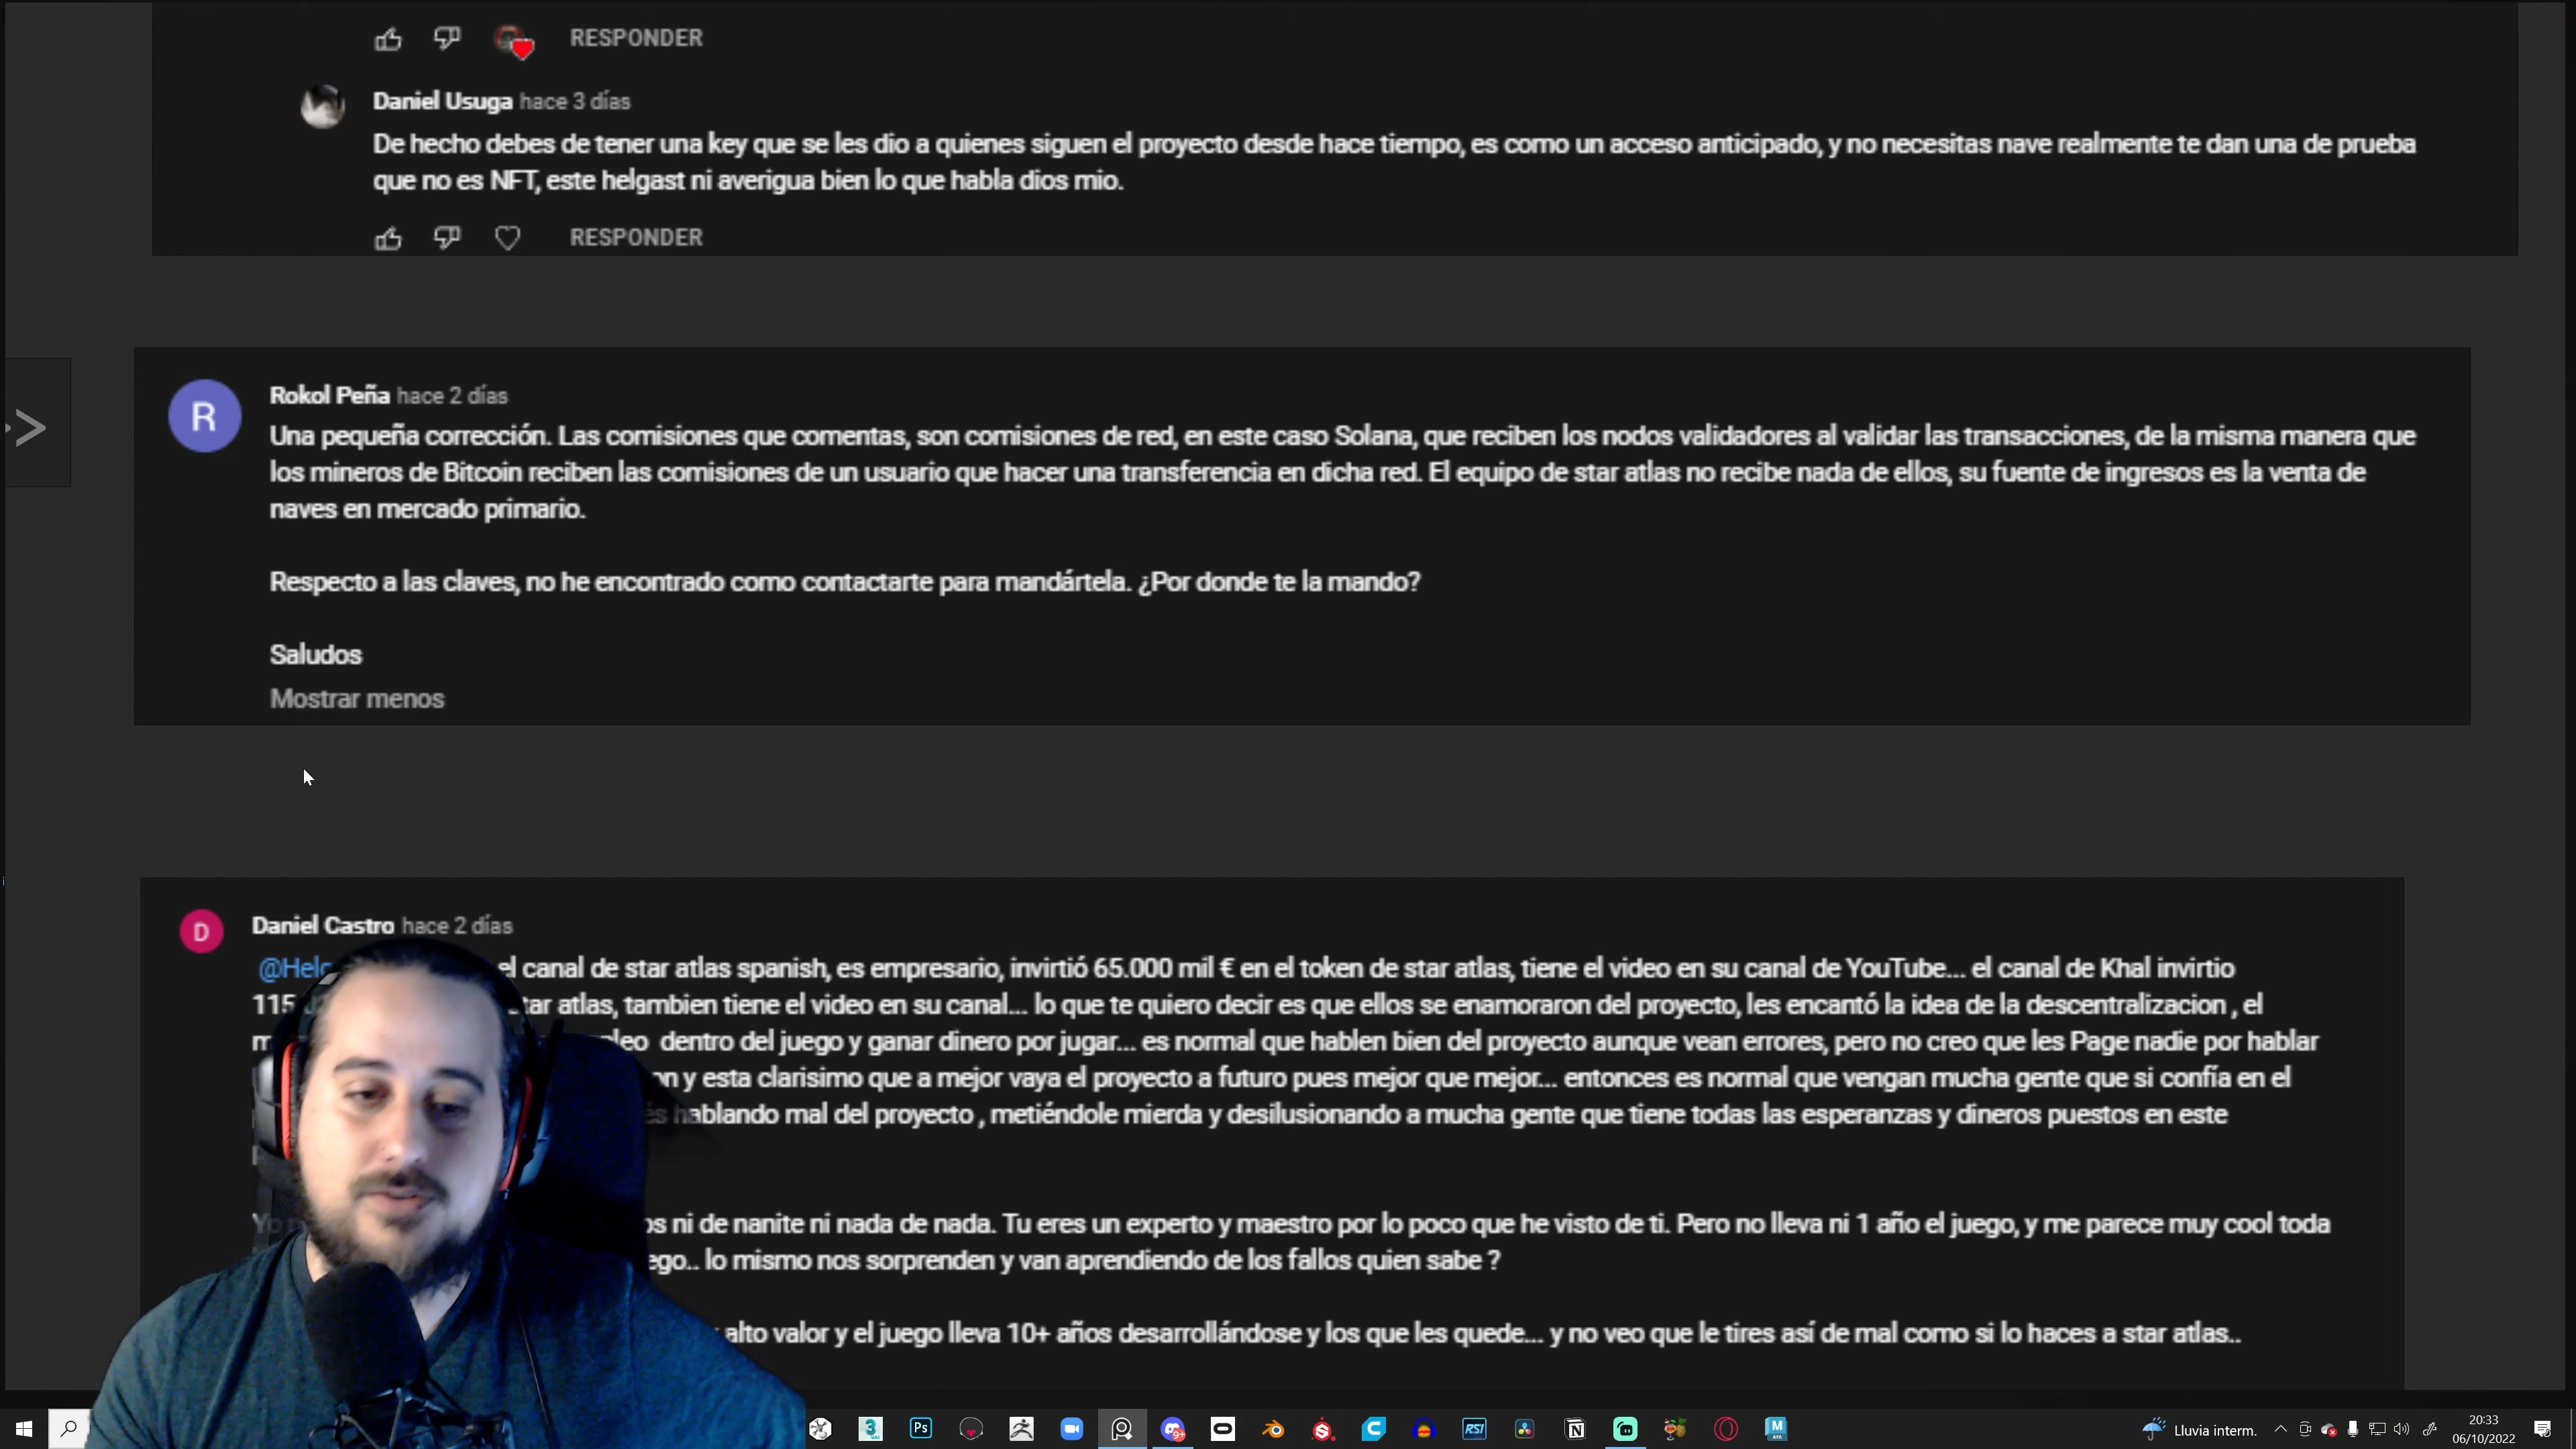 RESPONDER
Daniel Usuga hace 3 días
De hecho debes de tener una key que se les dio a quienes siguen el proyecto desde hace tiempo, es como un acceso anticipado, y no necesitas nave realmente te dan una de prueba
que no es NFT, este helgast ni averigua bien lo que habla dios mio.
RESPONDER
>
R
Rokol Peña hace 2 días
Una pequeña corrección. Las comisiones que comentas, son comisiones de red, en este caso Solana, que reciben los nodos validadores al validar las transacciones, de la misma manera que
los mineros de Bitcoin reciben las comisiones de un usuario que hacer una transferencia en dicha red. El equipo de star atlas no recibe nada de ellos, su fuente de ingresos es la venta de
naves en mercado primario.
Respecto a las claves, no he encontrado como contactarte para mandártela. ¿Por donde te la mando?
Saludos
Mostrar menos
D
Daniel Castro hace 2 días
el canal de star atlas spanish, es empresario, invirtió 65.000 mil € en el token de star atlas, tiene el video en su canal de YouTube... el canal de Khal invirtio
115 atlas, tambien tiene el video en su canal... lo que te quiero decir es que ellos se enamoraron del proyecto, les encantó la idea de la descentralizacion , el
dentro del juego y ganar dinero por jugar... es normal que hablen bien del proyecto aunque vean errores, pero no creo que les Page nadie por hablar
y esta clarisimo que a mejor vaya el proyecto a futuro pues mejor que mejor... entonces es normal que vengan mucha gente que si confía en el
hablando mal del proyecto , metiéndole mierda y desilusionando a mucha gente que tiene todas las esperanzas y dineros puestos en este
ni de nanite ni nada de nada. Tu eres un experto y maestro por lo poco que he visto de ti. Pero no lleva ni 1 año el juego, y me parece muy cool toda
lo mismo nos sorprenden y van aprendiendo de los fallos quien sabe ?
alto valor y el juego lleva 10+ años desarrollándose y los que les quede... y no veo que le tires así de mal como si lo haces a star atlas..
3
Ps
9+
RSI
N
M
Lluvia interm.
20:33
06/10/2022